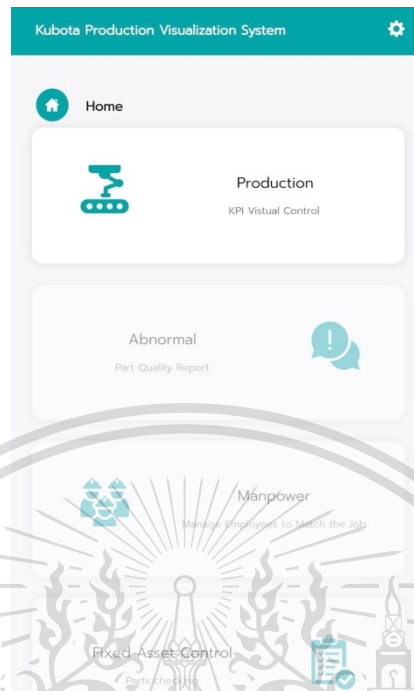 Kubota Production Visualization System
Home
Production
KPI Vistual Control
Abnormal
Part Quality Report
Manpower
Manage Employees to Match the Job
Fixed Asset Control
Parts checking